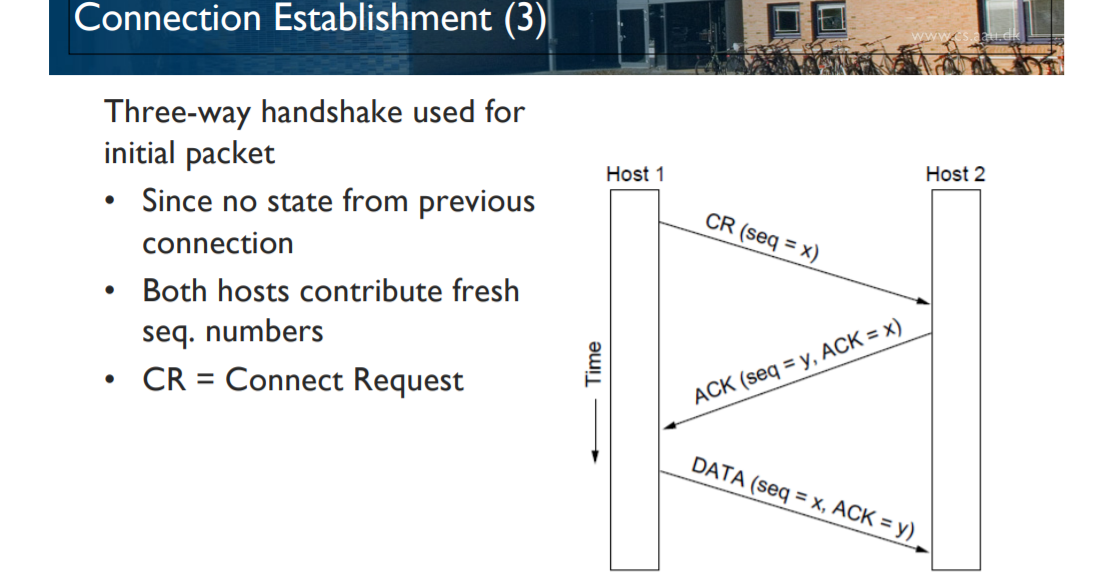 Connection Establishment (3)
www.cs.aau.dk
Three-way handshake used for
initial packet
• Since no state from previous
connection
• Both hosts contribute fresh
seq. numbers
• CR = Connect Request
Host 1
Host 2
CR (seq = x)
ACK (seq = y, ACK = x)
Time
DATA (seq = x, ACK = y)